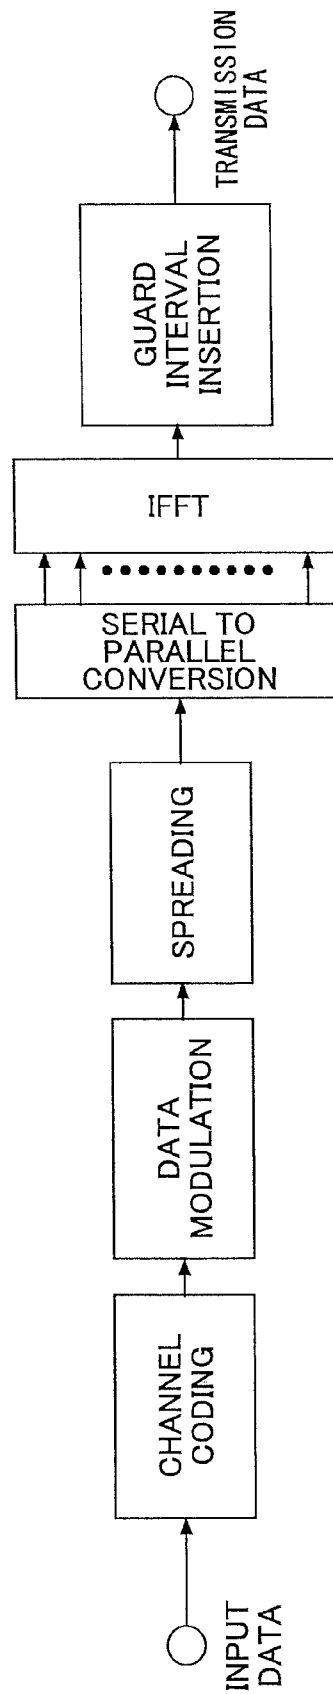 INPUT
DATA
CHANNEL
CODING
DATA
MODULATION
SPREADING
SERIAL TO
PARALLEL
CONVERSION
IFFT
GUARD
INTERVAL
INSERTION
TRANSMISSION
DATA